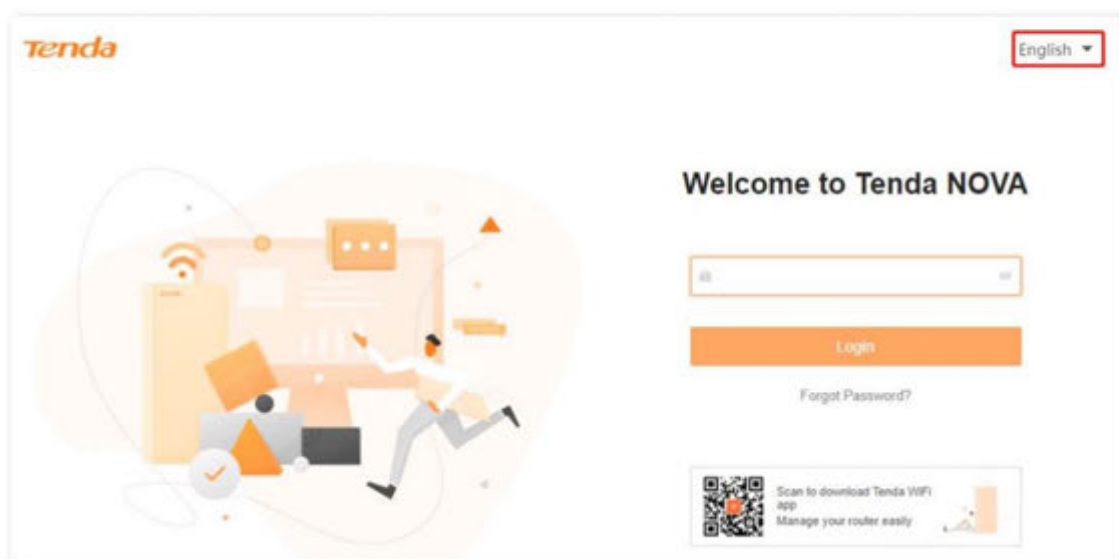 Tenda
English
Welcome to Tenda NOVA
Login
Forgot Password?
Scan to download Tenda WiFi
app
Manage your router easily